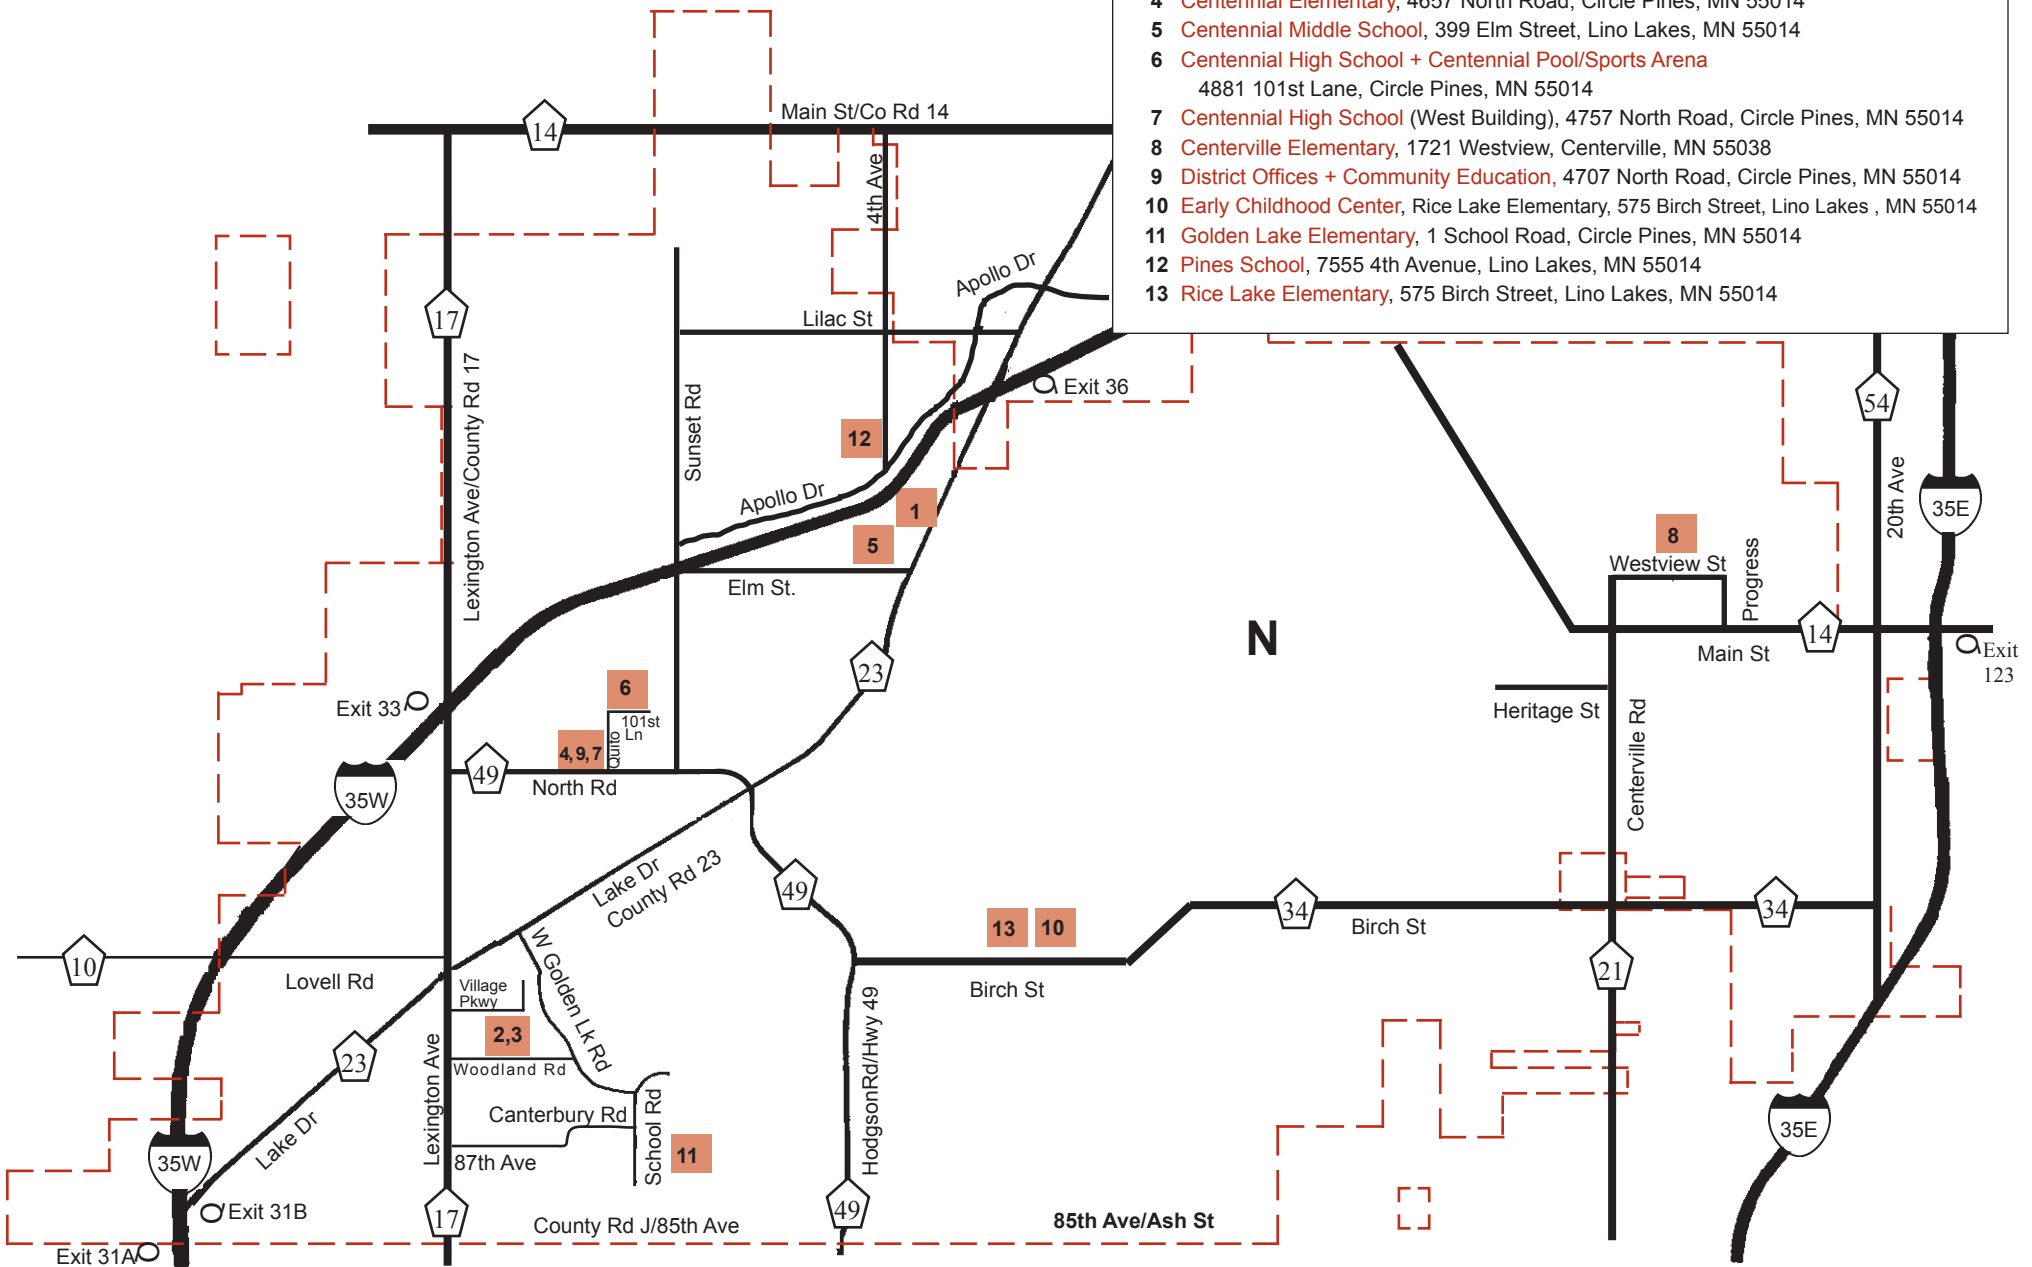 4 Centennial Elementary, 4657 North Road, Circle Pines, MN 55014
5 Centennial Middle School, 399 Elm Street, Lino Lakes, MN 55014
6 Centennial High School + Centennial Pool/Sports Arena
4881 101st Lane, Circle Pines, MN 55014
7 Centennial High School (West Building), 4757 North Road, Circle Pines, MN 55014
8 Centerville Elementary, 1721 Westview, Centerville, MN 55038
9 District Offices + Community Education, 4707 North Road, Circle Pines, MN 55014
10 Early Childhood Center, Rice Lake Elementary, 575 Birch Street, Lino Lakes , MN 55014
11 Golden Lake Elementary, 1 School Road, Circle Pines, MN 55014
12 Pines School, 7555 4th Avenue, Lino Lakes, MN 55014
13 Rice Lake Elementary, 575 Birch Street, Lino Lakes, MN 55014
Main St/Co Rd 14
14
4th Ave
Apollo Dr
17
Lilac St
Exit 36
54
Lexington Ave/County Rd 17
Sunset Rd
12
20th Ave
Apollo Dr
1
35E
5
8
Westview St
Progress
Elm St.
N
14
Main St
Exit
123
23
6
Exit 33
101st
Ln
Quito
Heritage St
Centerville Rd
4, 9, 7
49
North Rd
35W
Lake Dr
County Rd 23
49
13
10
34
Birch St
34
W Golden Lk Rd
10
Lovell Rd
21
Village
Pkwy
Birch St
2,3
HodgsonRd/Hwy 49
23
Woodland Rd
Lexington Ave
Canterbury Rd
School Rd
35E
Lake Dr
35W
87th Ave
11
Exit 31B
17
49
County Rd J/85th Ave
85th Ave/Ash St
Exit 31A